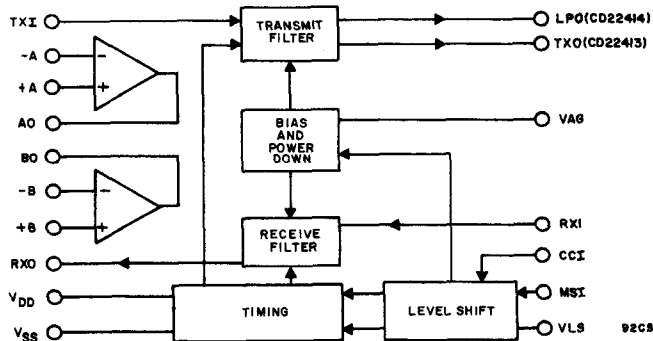 TXI
-A
+A
AO
BO
-B
+B
RXO
VDD
VSS
-
+
-
+
TRANSMIT
FILTER
BIAS
AND
POWER
DOWN
RECEIVE
FILTER
TIMING
LEVEL SHIFT
LPO(CD22414)
TXO(CD22413)
VAG
RXI
CCI
MSI
VLS
92CS